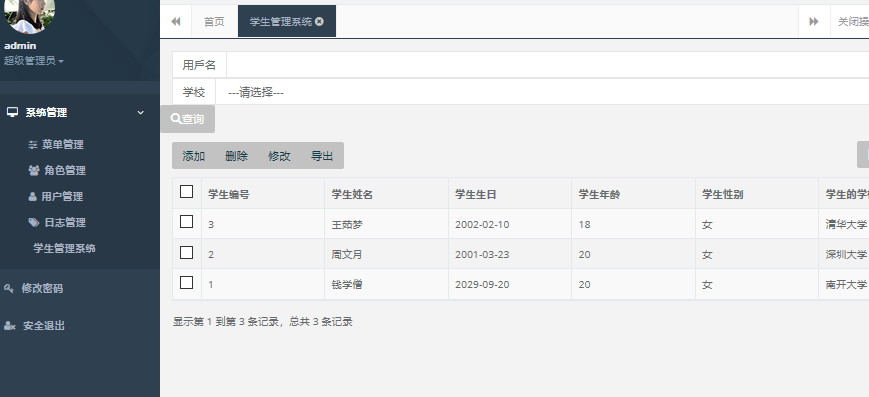 admin
超级管理员
系统管理
菜单管理
角色管理
用户管理
日志管理
学生管理系统
修改密码
安全退出
首页 学生管理系统 关闭操
用戶名
学校 ---请选择---
查询
添加 删除 修改 导出
学生编号 学生姓名 学生生日 学生年龄 学生性别 学生的学
3 王茹梦 2002-02-10 18 女 清华大学
2 周文月 2001-03-23 20 女 深圳大学
1 钱学僧 2029-09-20 20 女 南开大学
显示第 1 到第 3 条记录，总共 3 条记录